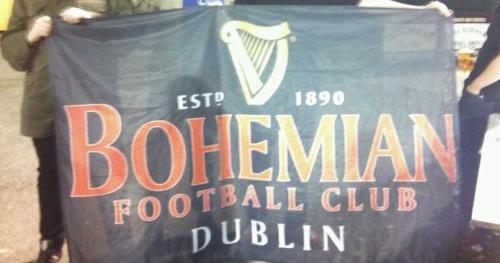 ESTD 1890
BOHEMIAN
FOOTBALL CLUB
DUBLIN